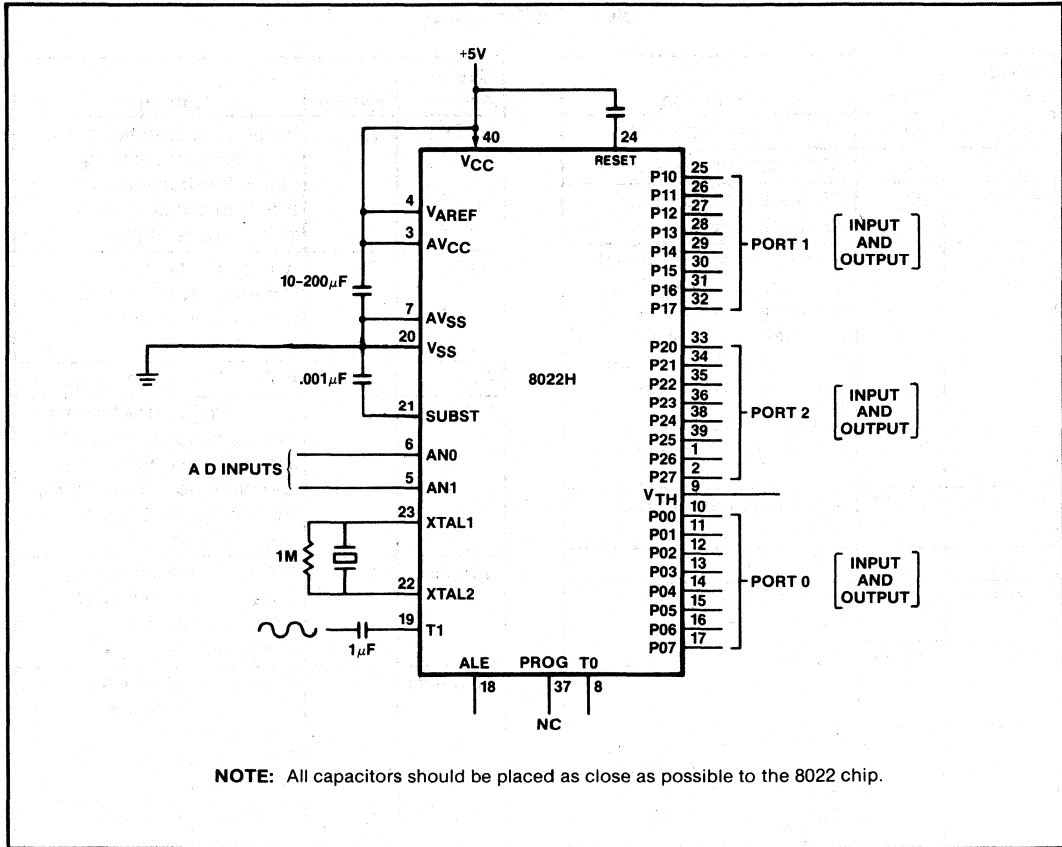 +5V
40
24
VCC
RESET
4
VAREF
3
AVCC
10-200µF
7
AVSS
20
VSS
.001µF
21
SUBST
6
AN0
A D INPUTS
5
AN1
23
XTAL1
1M
22
XTAL2
19
T1
1µF
8022H
ALE
PROG
T0
18
37
8
NC
P10 25
P11 26
P12 27
P13 28
P14 29
P15 30
P16 31
P17 32
PORT 1
INPUT
AND
OUTPUT
P20 33
P21 34
P22 35
P23 36
P24 38
P25 39
P26 1
P27 2
PORT 2
INPUT
AND
OUTPUT
VTH 9
P00 10
P01 11
P02 12
P03 13
P04 14
P05 15
P06 16
P07 17
PORT 0
INPUT
AND
OUTPUT
NOTE: All capacitors should be placed as close as possible to the 8022 chip.